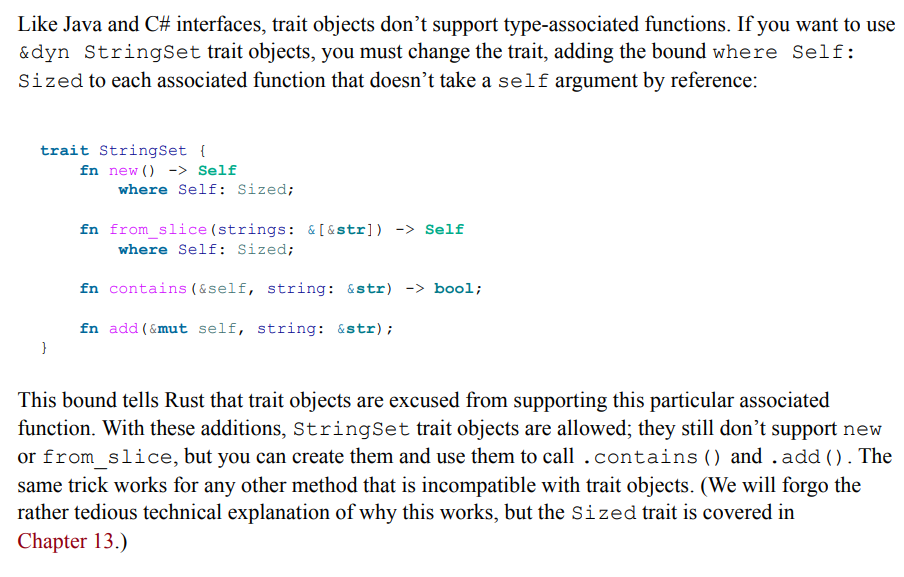 Like Java and C# interfaces, trait objects don’t support type-associated functions. If you want to use
&dyn StringSet trait objects, you must change the trait, adding the bound where Self:
Sized to each associated function that doesn’t take a self argument by reference:
trait StringSet {
    fn new() -> Self
        where Self: Sized;
    fn from_slice(strings: &[&str]) -> Self
        where Self: Sized;
    fn contains(&self, string: &str) -> bool;
    fn add(&mut self, string: &str);
}
This bound tells Rust that trait objects are excused from supporting this particular associated
function. With these additions, StringSet trait objects are allowed; they still don’t support new
or from_slice, but you can create them and use them to call .contains() and .add(). The
same trick works for any other method that is incompatible with trait objects. (We will forgo the
rather tedious technical explanation of why this works, but the Sized trait is covered in
Chapter 13.)